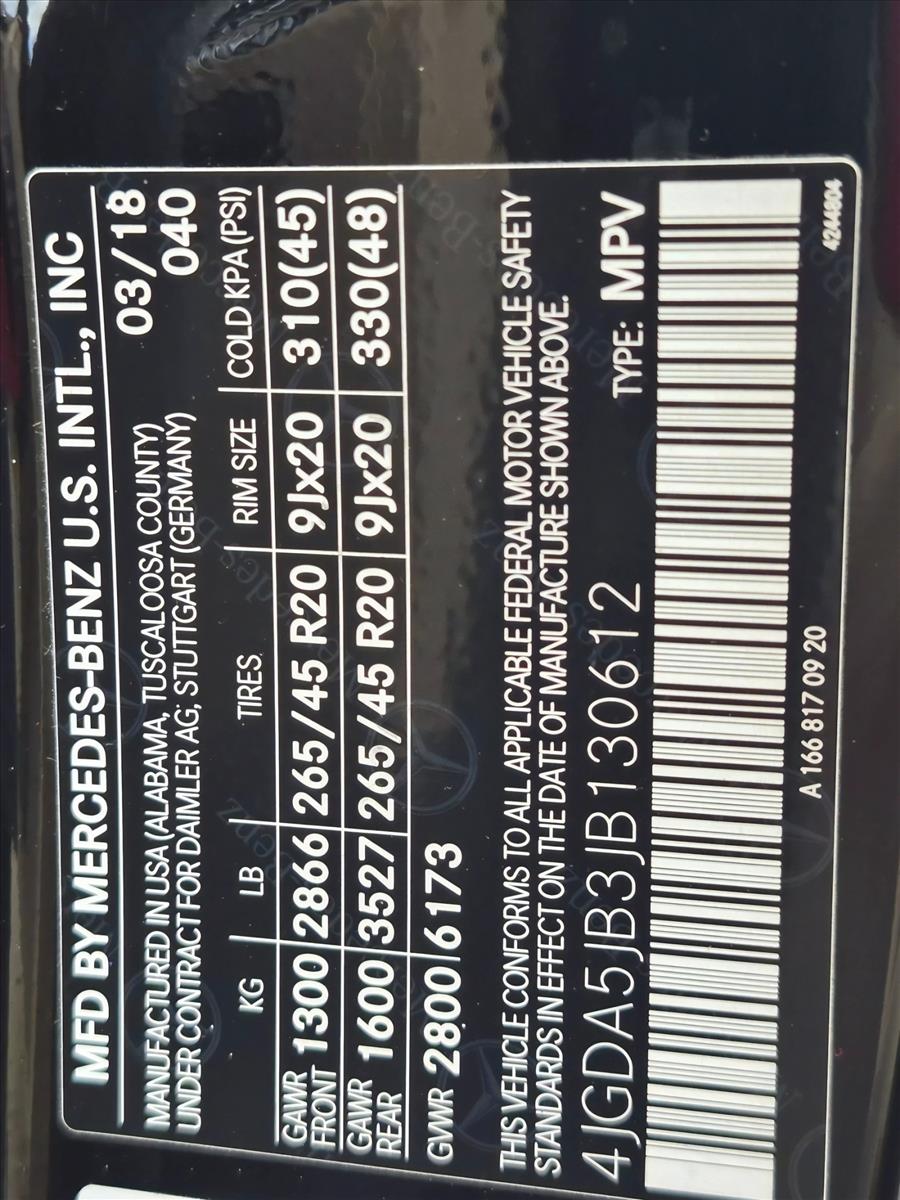 MFD BY MERCEDES-BENZ U.S. INTL., INC
MANUFACTURED IN USA (ALABAMA, TUSCALOOSA COUNTY) 03/18
UNDER CONTRACT FOR DAIMLER AG, STUTTGART (GERMANY) 040
KG LB TIRES RIM SIZE COLD KPA (PSI)
GAWR FRONT 1300 2866 265/45 R20 9Jx20 310(45)
GAWR REAR 1600 3527 265/45 R20 9Jx20 330(48)
GWR 2800 6173
THIS VEHICLE CONFORMS TO ALL APPLICABLE FEDERAL MOTOR VEHICLE SAFETY
STANDARDS IN EFFECT ON THE DATE OF MANUFACTURE SHOWN ABOVE.
4JGDA5JB3JB130612 TYPE: MPV
A 166 817 09 20 4244804